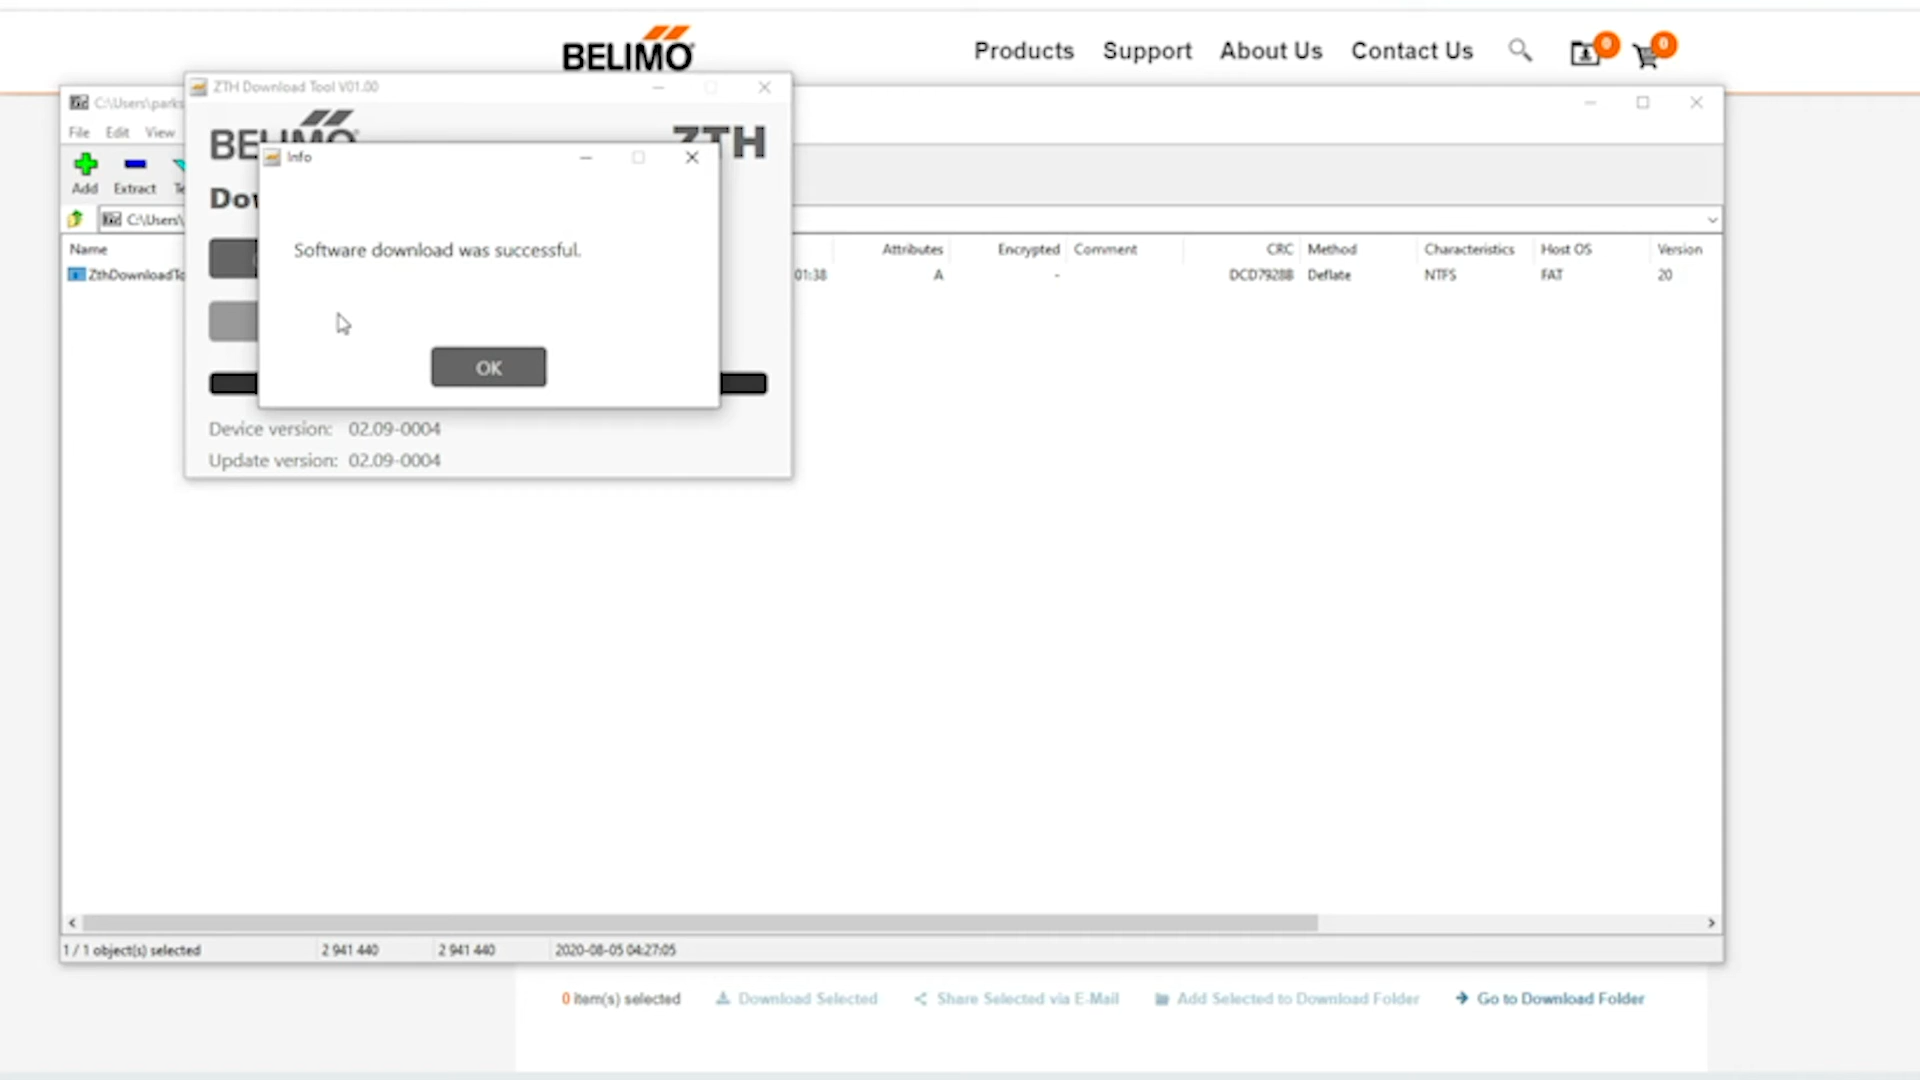 BELIMO
Products Support About Us Contact Us 0 0
ZTH Download Tool V01.00
C:\Users\parks
File Edit View
ZTH
Info
Add Extract
C:\Users\
Software download was successful.
OK
Name Attributes Encrypted Comment CRC Method Characteristics Host OS Version
ZthDownloadTo 01:38 A - DCD7928B Deflate NTFS FAT 20
Device version: 02.09-0004
Update version: 02.09-0004
1 / 1 object(s) selected 2 941 440 2 941 440 2020-08-05 04:27:05
0 item(s) selected Download Selected Share Selected via E-Mail Add Selected to Download Folder Go to Download Folder